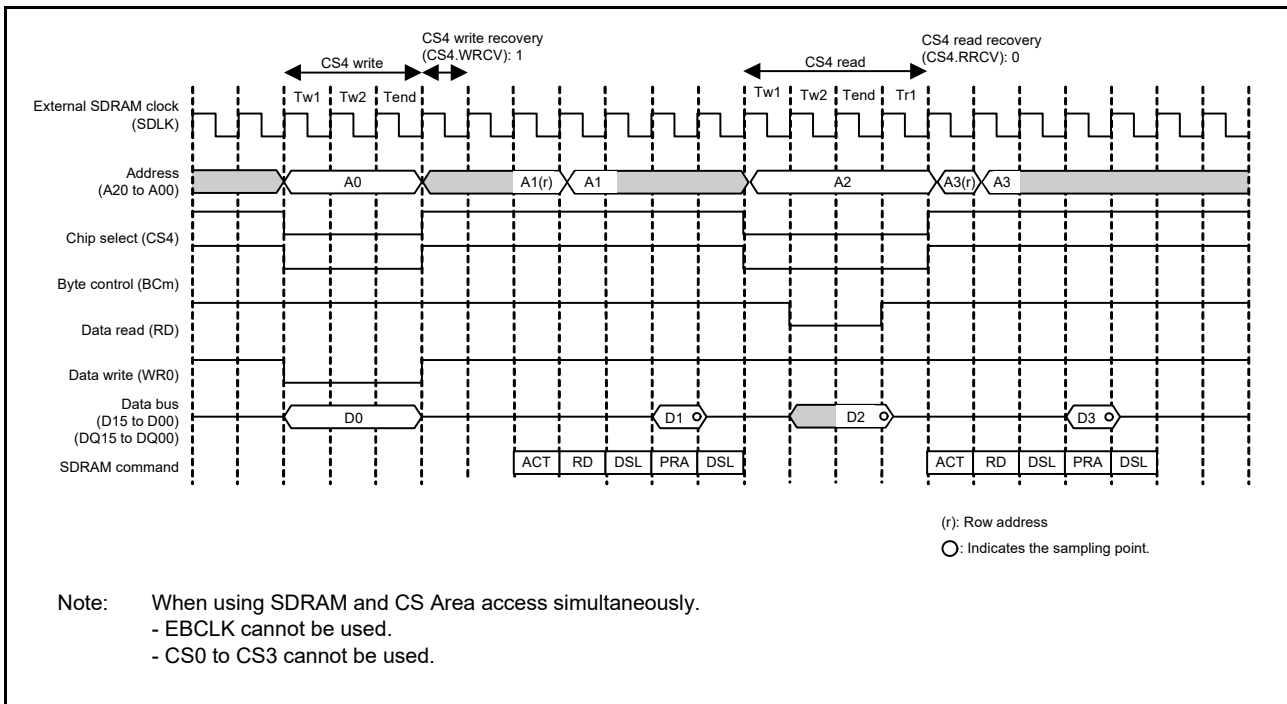 CS4 write
CS4 write recovery
(CS4.WRCV): 1
CS4 read
CS4 read recovery
(CS4.RRCV): 0
Tw1 Tw2 Tend Tw1 Tw2 Tend Tr1
External SDRAM clock
(SDLK)
Address
(A20 to A00)
A0 A1(r) A1 A2 A3(r) A3
Chip select (CS4)
Byte control (BCm)
Data read (RD)
Data write (WR0)
Data bus
(D15 to D00)
(DQ15 to DQ00)
D0 D1 D2 D3
SDRAM command
ACT RD DSL PRA DSL ACT RD DSL PRA DSL
(r): Row address
: Indicates the sampling point.
Note: When using SDRAM and CS Area access simultaneously.
- EBCLK cannot be used.
- CS0 to CS3 cannot be used.